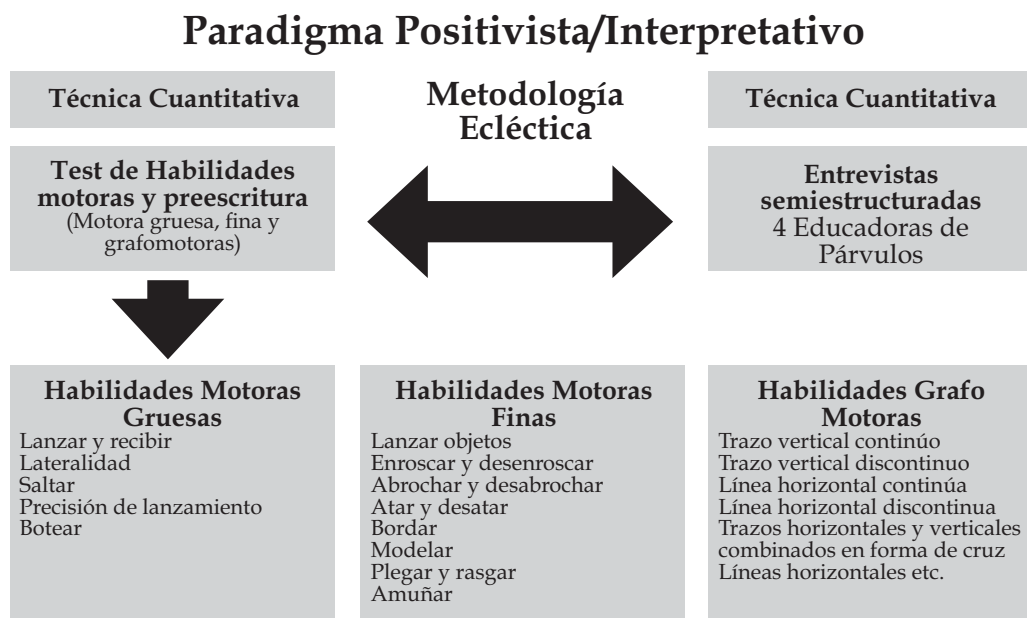 Paradigma Positivista/Interpretativo
Técnica Cuantitativa
Metodología
Ecléctica
Técnica Cuantitativa
Test de Habilidades
motoras y preescritura
(Motora gruesa, fina y
grafomotoras)
Entrevistas
semiestructuradas
4 Educadoras de
Párvulos
Habilidades Motoras
Gruesas
Lanzar y recibir
Lateralidad
Saltar
Precisión de lanzamiento
Botear
Habilidades Motoras
Finas
Lanzar objetos
Enroscar y desenroscar
Abrochar y desabrochar
Atar y desatar
Bordar
Modelar
Plegar y rasgar
Amuñar
Habilidades Grafo
Motoras
Trazo vertical continúo
Trazo vertical discontinuo
Línea horizontal continúa
Línea horizontal discontinua
Trazos horizontales y verticales
combinados en forma de cruz
Líneas horizontales etc.